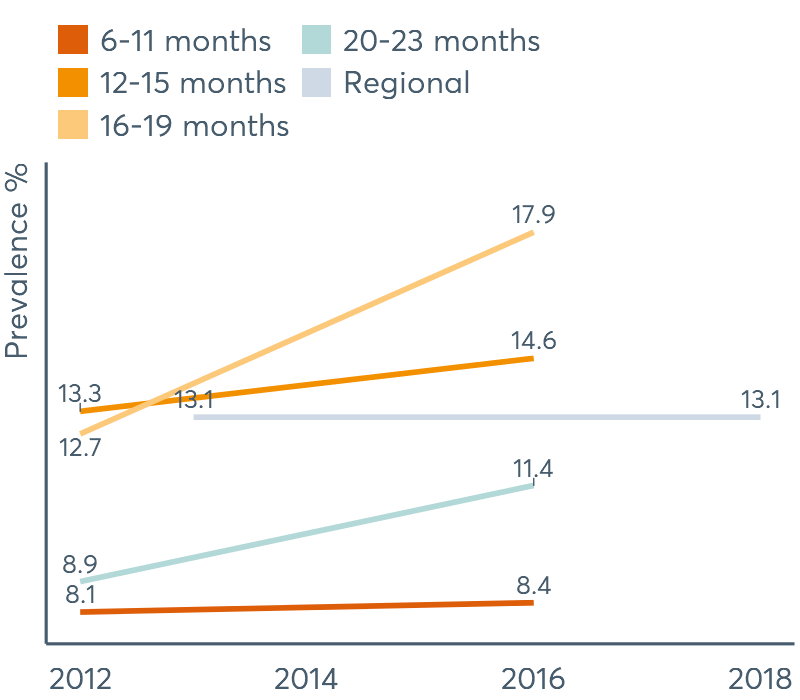 6-11 months
20-23 months
12-15 months
Regional
16-19 months
Prevalence %
17.9
14.6
13.3
13.1
13.1
12.7
11.4
8.9
8.1
8.4
2012
2014
2016
2018